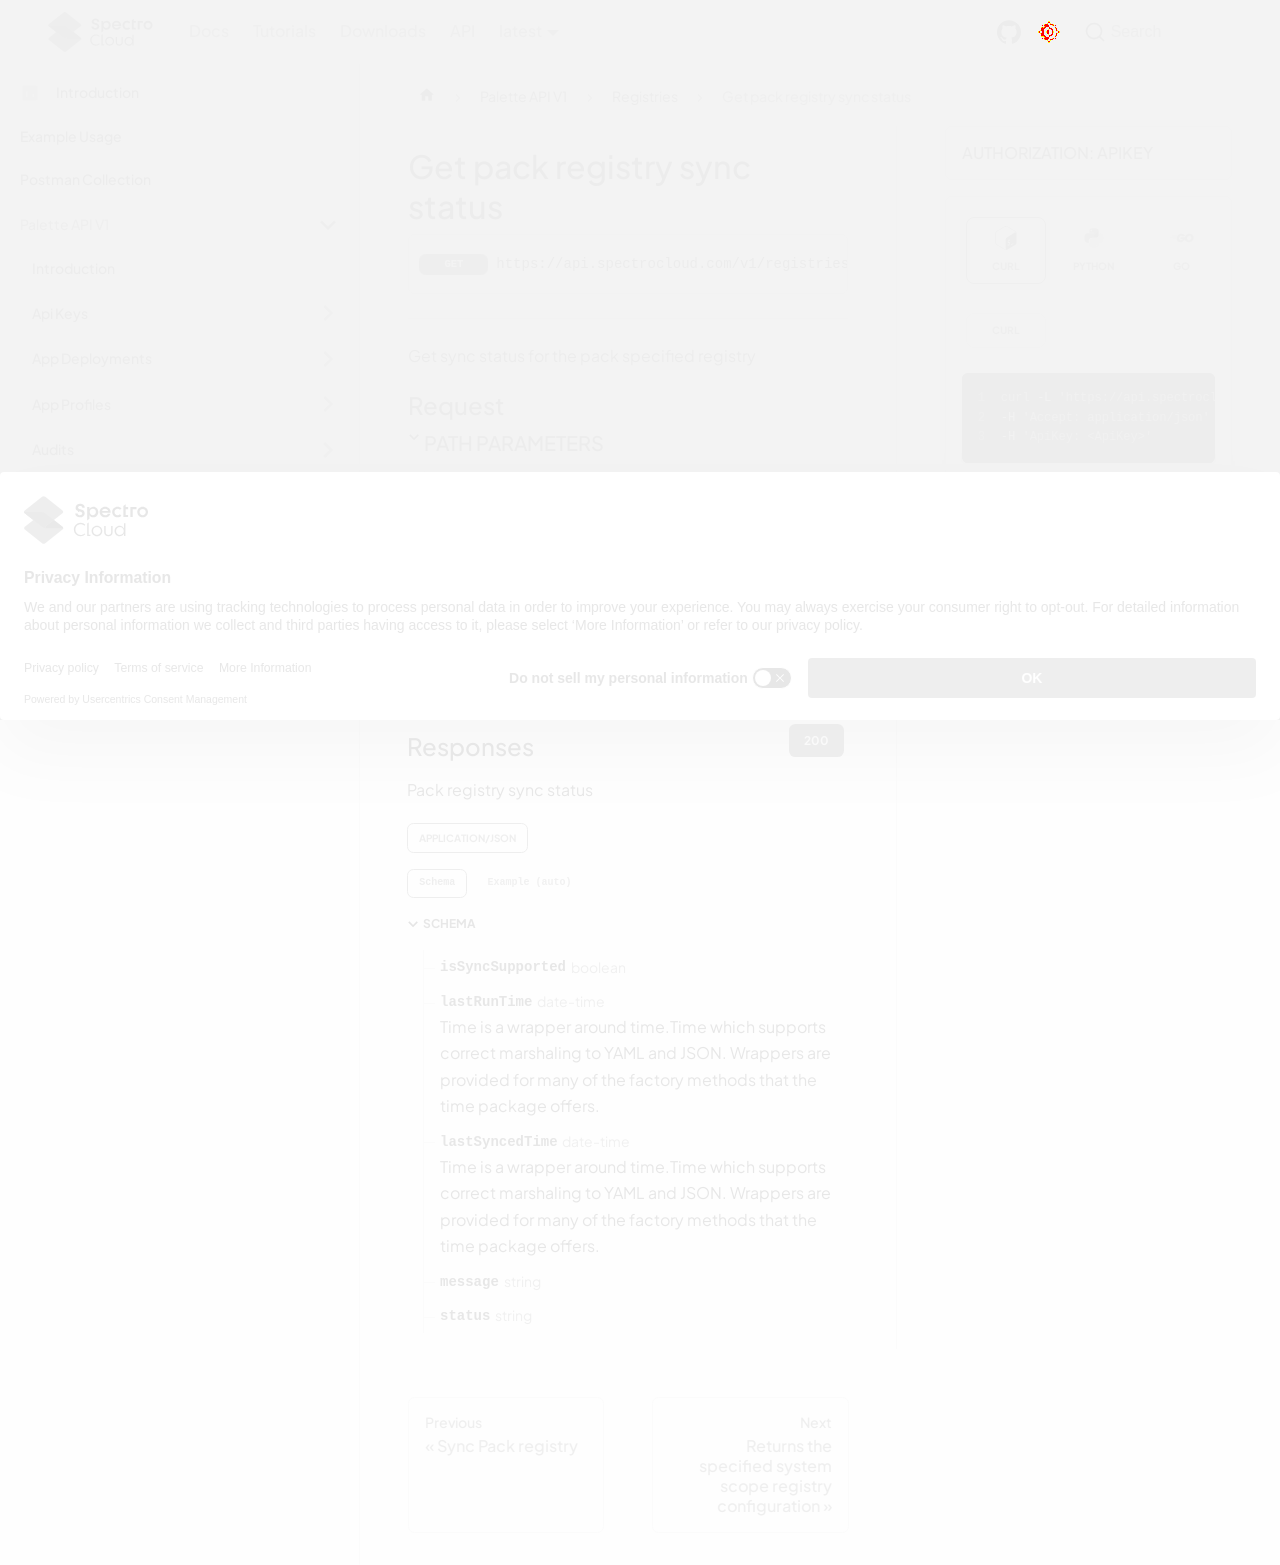 Spectro Cloud
Docs Tutorials Downloads API latest
Search
Introduction
Example Usage
Postman Collection
Palette API V1
Introduction
Api Keys
App Deployments
App Profiles
Audits
Palette API V1 Registries Get pack registry sync status
Get pack registry sync
status
GET https://api.spectrocloud.com/v1/registries
Get sync status for the pack specified registry
Request
PATH PARAMETERS
AUTHORIZATION: APIKEY
CURL PYTHON GO
CURL
Spectro
Cloud
Privacy Information
We and our partners are using tracking technologies to process personal data in order to improve your experience. You may always exercise your consumer right to opt-out. For detailed information
about personal information we collect and third parties having access to it, please select 'More Information' or refer to our privacy policy.
Privacy policy Terms of service More Information
Powered by Usercentrics Consent Management
Do not sell my personal information
OK
Responses
200
Pack registry sync status
APPLICATION/JSON
Schema Example (auto)
SCHEMA
isSyncSupported boolean
lastRunTime date-time
Time is a wrapper around time.Time which supports
correct marshaling to YAML and JSON. Wrappers are
provided for many of the factory methods that the
time package offers.
lastSyncedTime date-time
Time is a wrapper around time.Time which supports
correct marshaling to YAML and JSON. Wrappers are
provided for many of the factory methods that the
time package offers.
message string
status string
Previous
« Sync Pack registry
Next
Returns the
specified system
scope registry
configuration »